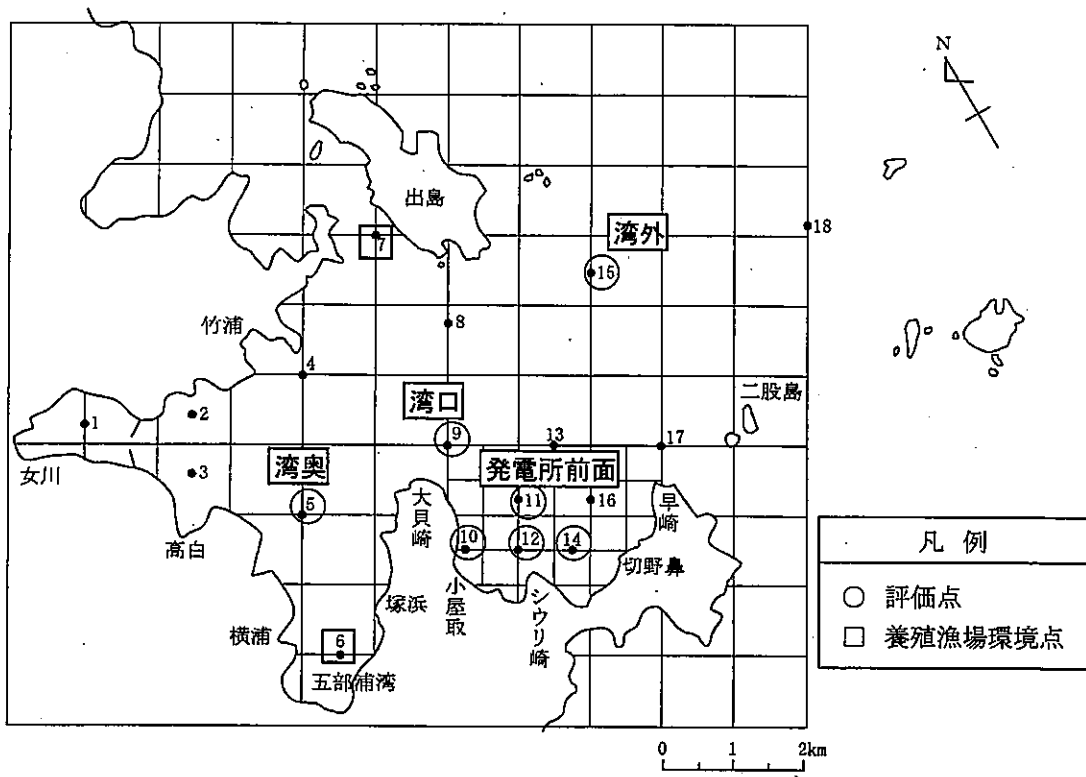 N
出島
湾外
18
7
15
竹浦
8
4
二股島
湾口
1
2
9
13
17
女川
湾奥
発電所前面
3
大貝崎
11
16
早崎
5
高白
10
12
14
切野鼻
小屋取
シウリ崎
塚浜
横浦
6
五部浦湾
凡例
○ 評価点
□ 養殖漁場環境点
0 1 2km